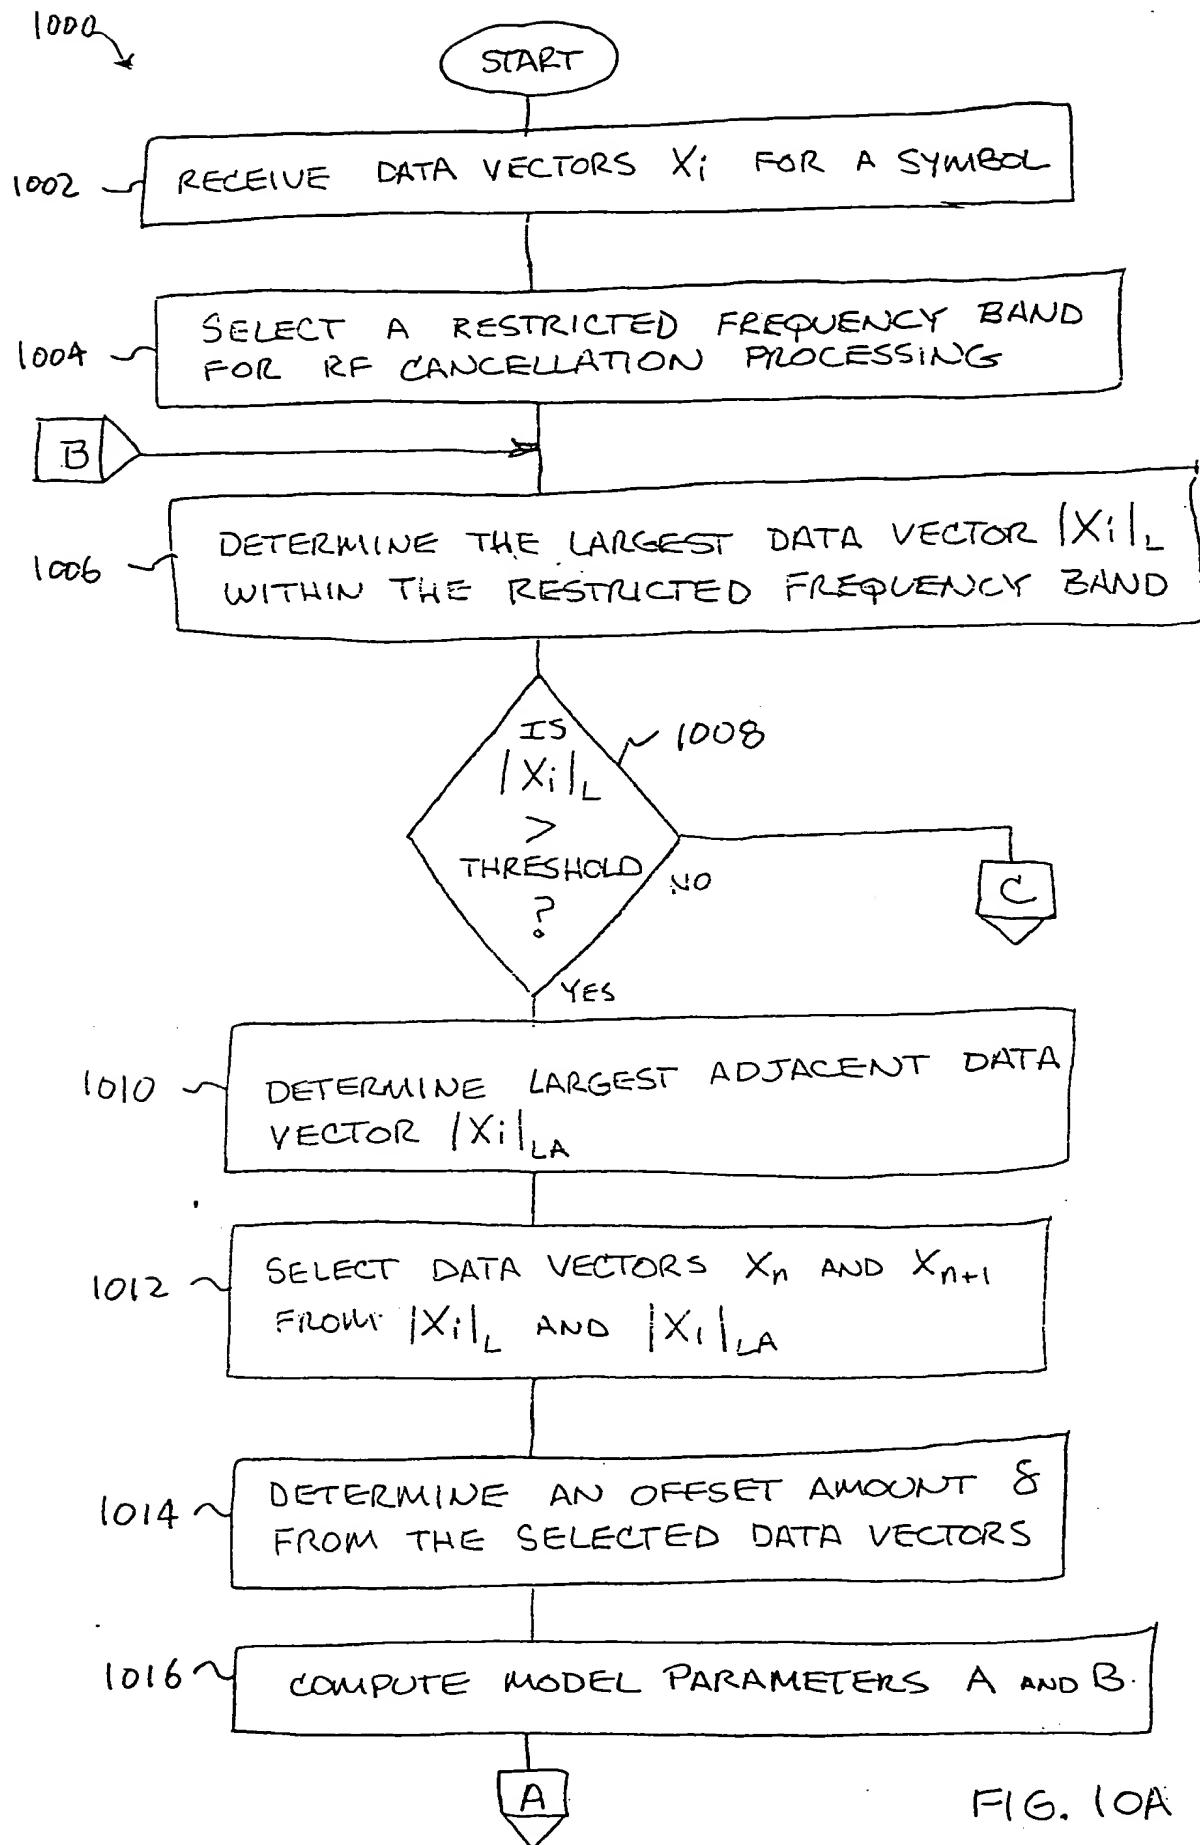 1000
START
1002
RECEIVE DATA VECTORS Xi FOR A SYMBOL
1004
SELECT A RESTRICTED FREQUENCY BAND
FOR RF CANCELLATION PROCESSING
B
1006
DETERMINE THE LARGEST DATA VECTOR |Xi|L
WITHIN THE RESTRICTED FREQUENCY BAND
IS
|Xi|L
>
THRESHOLD
?
1008
NO
C
YES
1010
DETERMINE LARGEST ADJACENT DATA
VECTOR |Xi|LA
1012
SELECT DATA VECTORS Xn AND Xn+1
FROM |Xi|L AND |Xi|LA
1014
DETERMINE AN OFFSET AMOUNT δ
FROM THE SELECTED DATA VECTORS
1016
COMPUTE MODEL PARAMETERS A AND B.
A
FIG. 10A